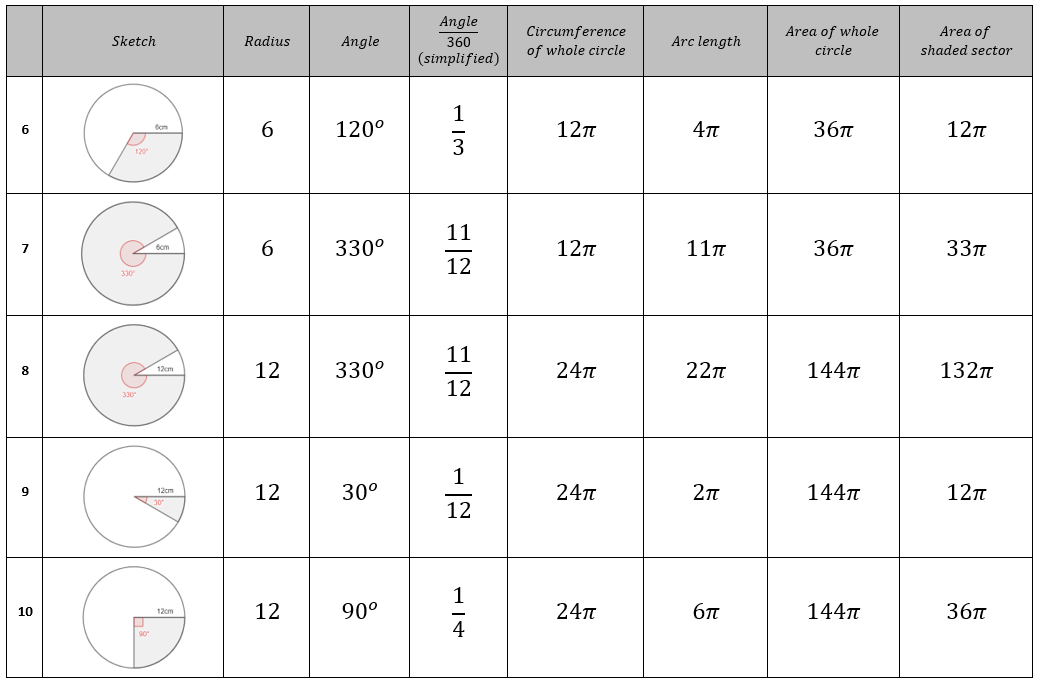 Sketch Radius Angle Angle/360 (simplified) Circumference of whole circle Arc length Area of whole circle Area of shaded sector
6 6cm 120° 6 120° 1/3 12π 4π 36π 12π
7 6cm 330° 6 330° 11/12 12π 11π 36π 33π
8 12cm 330° 12 330° 11/12 24π 22π 144π 132π
9 12cm 30° 12 30° 1/12 24π 2π 144π 12π
10 12cm 90° 12 90° 1/4 24π 6π 144π 36π